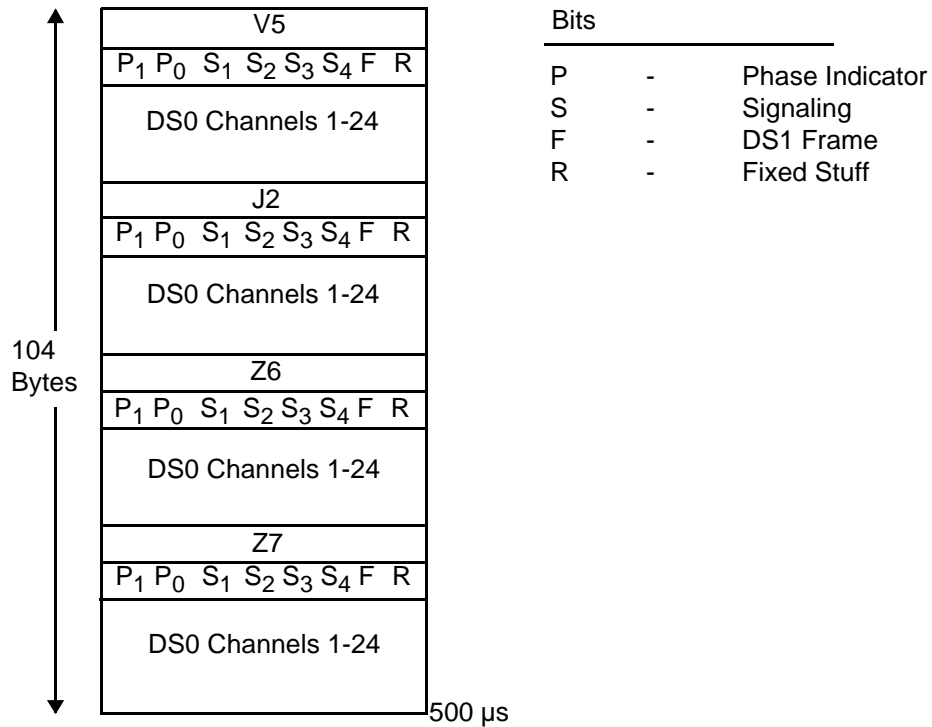 V5
P1 P0 S1 S2 S3 S4 F R
DS0 Channels 1-24
J2
P1 P0 S1 S2 S3 S4 F R
DS0 Channels 1-24
Z6
P1 P0 S1 S2 S3 S4 F R
DS0 Channels 1-24
Z7
P1 P0 S1 S2 S3 S4 F R
DS0 Channels 1-24
104
Bytes
500 µs
Bits
P - Phase Indicator
S - Signaling
F - DS1 Frame
R - Fixed Stuff